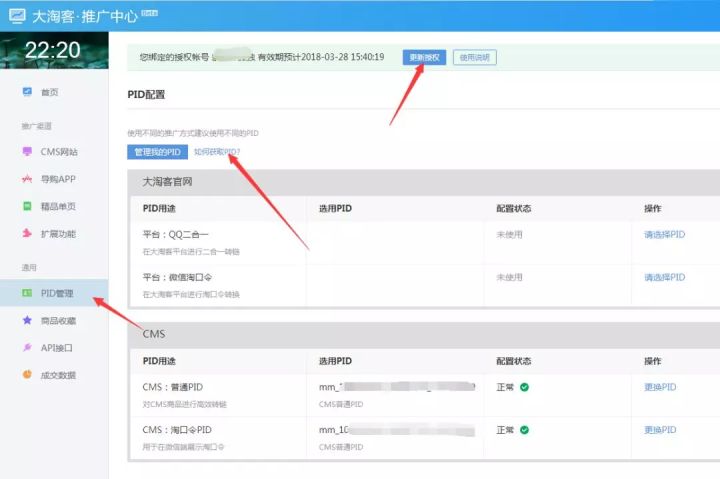 大淘客·推广中心 Beta
22:20
您绑定的授权帐号 有效期预计2018-03-28 15:40:19 更新授权 使用说明
首页
推广渠道
CMS网站
导购APP
精品单页
扩展功能
通用
PID管理
商品收藏
API接口
成交数据
PID配置
使用不同的推广方式建议使用不同的PID
管理我的PID 如何获取PID?
大淘客官网
PID用途 选用PID 配置状态 操作
平台：QQ二合一 未使用 请选择PID
在大淘客平台进行二合一转链
平台：微信淘口令 未使用 请选择PID
在大淘客平台进行淘口令转换
CMS
PID用途 选用PID 配置状态 操作
CMS：普通PID mm_1 正常 更换PID
对CMS商品进行高效转链 CMS普通PID
CMS：淘口令PID mm_10 正常 更换PID
用于在微信端展示淘口令 CMS普通PID